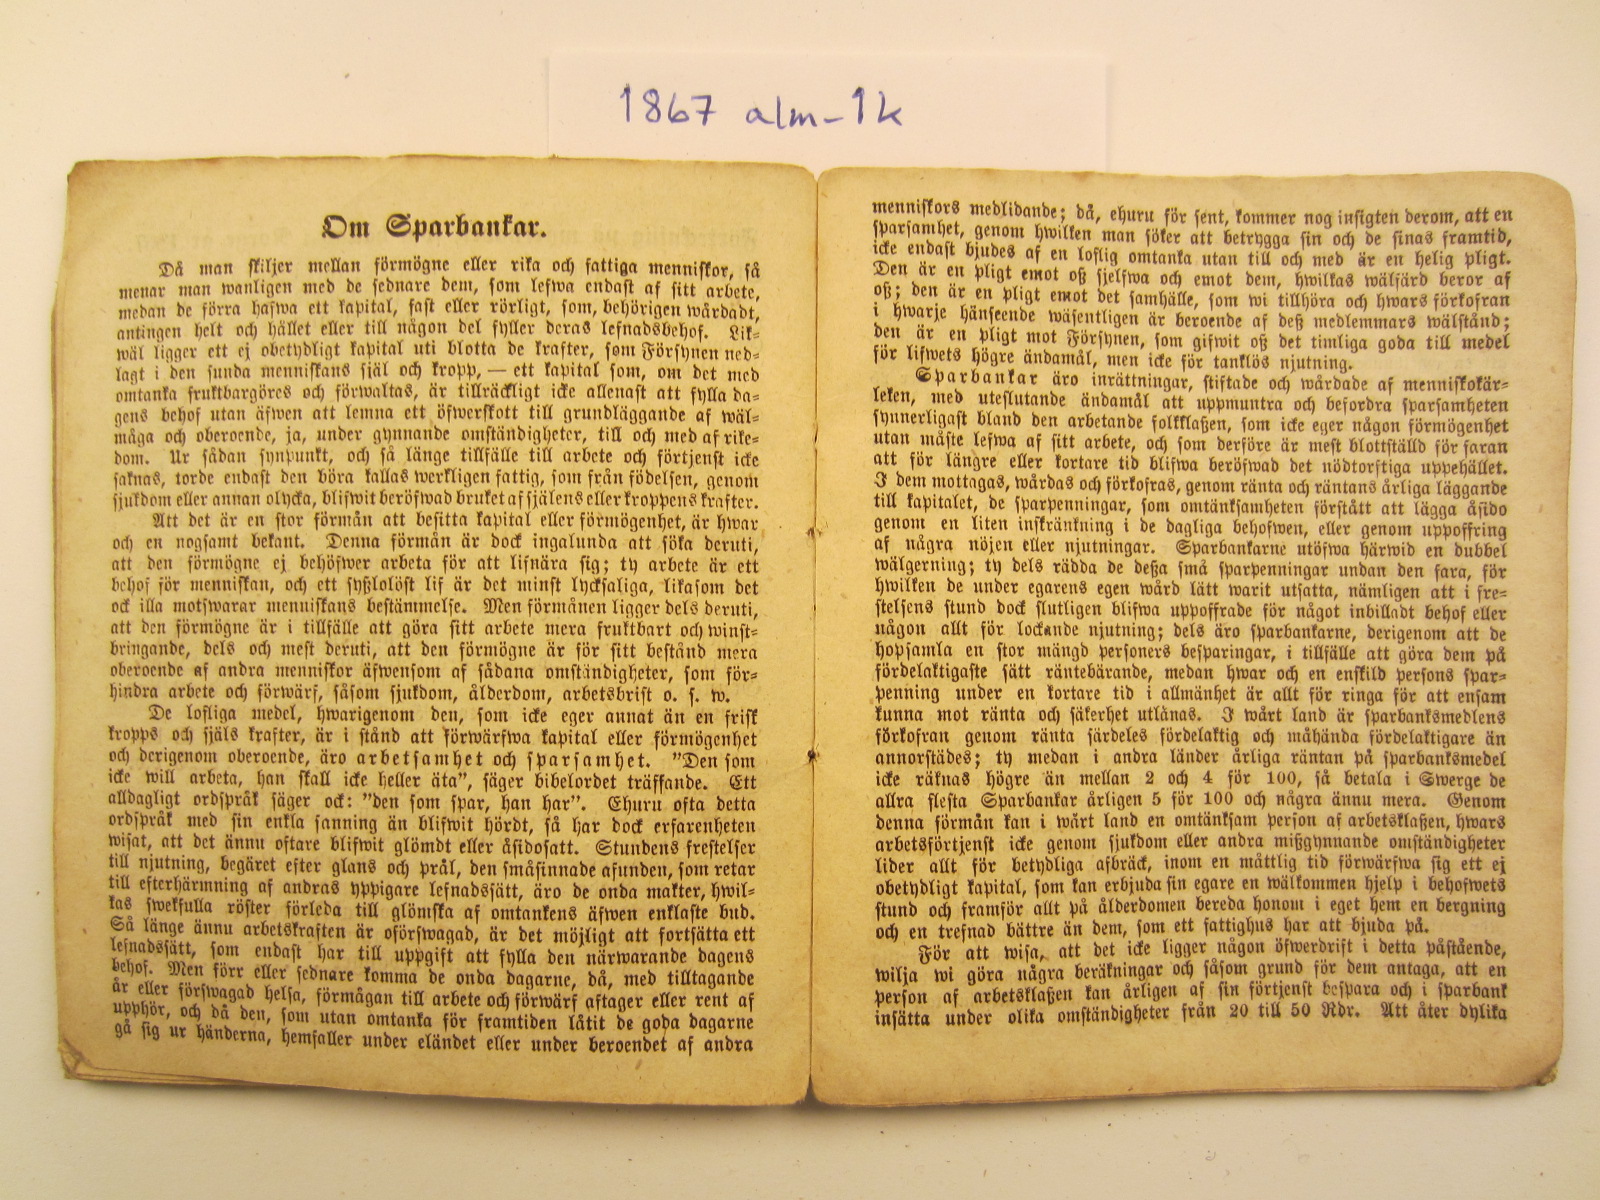 1867 alm-1k
Om Sparbankar.
Då man skiljer mellan förmögne eller rika och fattiga menniskor, så
menar man wanligen med de sednare dem, som lefwa endast af sitt arbete,
medan de förra hafwa ett kapital, fast eller rörligt, som, behörigen wårdadt,
antingen helt och hållet eller till någon del fyller deras lefnadsbehof. Lik-
wäl ligger ett ej obetydligt kapital uti blotta de krafter, som Försynen ned-
lagt i den sunda menniskans själ och kropp, — ett kapital som, om det med
omtanka fruktbargöres och förwaltas, är tillräckligt icke allenast att fylla da-
gens behof utan äfwen att lemna ett öfwerskott till grundläggande af wäl-
måga och oberoende, ja, under gynnande omständigheter, till och med af rike-
dom. Ur sådan synpunkt, och så länge tillfälle till arbete och förtjenst icke
saknas, torde endast den böra kallas werkligen fattig, som från födelsen, genom
sjukdom eller annan olycka, blifwit beröfwad bruket af själens eller kroppens krafter.
Att det är en stor förmån att besitta kapital eller förmögenhet, är hwar
och en nogsamt bekant. Denna förmån är dock ingalunda att söka deruti,
att den förmögne ej behöfwer arbeta för att lifnära sig; ty arbete är ett
behof för menniskan, och ett sysslolöst lif är det minst lycksaliga, likasom det
ock illa motswarar menniskans bestämmelse. Men förmånen ligger dels deruti,
att den förmögne är i tillfälle att göra sitt arbete mera fruktbart och winst-
bringande, dels och mest deruti, att den förmögne är för sitt bestånd mera
oberoende af andra menniskor äfwensom af sådana omständigheter, som för-
hindra arbete och förwärf, såsom sjukdom, ålderdom, arbetsbrist o. s. w.
De lofliga medel, hwarigenom den, som icke eger annat än en frisk
kropps och själs krafter, är i stånd att förwärfwa kapital eller förmögenhet
och derigenom oberoende, äro arbetsamhet och sparsamhet. ”Den som
icke will arbeta, han skall icke heller äta”, säger bibelordet träffande. Ett
alldagligt ordspråk säger ock: ”den som spar, han har”. Ehuru ofta detta
ordspråk med sin enkla sanning än blifwit hördt, så har dock erfarenheten
wisat, att det ännu oftare blifwit glömdt eller åsidosatt. Stundens frestelser
till njutning, begäret efter glans och prål, den småsinnade afunden, som retar
till efterhärmning af andras yppigare lefnadssätt, äro de onda makter, hwil-
kas swekfulla röster förleda till glömska af omtankens äfwen enklaste bud.
Så länge ännu arbetskraften är oförswagad, är det möjligt att fortsätta ett
lefnadssätt, som endast har till uppgift att fylla den närwarande dagens
behof. Men förr eller sednare komma de onda dagarne, då, med tilltagande
år eller förswagad helsa, förmågan till arbete och förwärf aftager eller rent af
upphör, och då den, som utan omtanka för framtiden låtit de goda dagarne
gå sig ur händerna, hemfaller under eländet eller under beroendet af andra
menniskors medlidande; då, ehuru för sent, kommer nog insigten derom, att en
sparsamhet, genom hwilken man söker att betrygga sin och de sinas framtid,
icke endast bjudes af en loflig omtanka utan till och med är en helig pligt.
Den är en pligt emot oss sjelfwa och emot dem, hwilkas wälfärd beror af
oss; den är en pligt emot det samhälle, som wi tillhöra och hwars förkofran
i hwarje hänseende wäsentligen är beroende af dess medlemmars wälstånd;
den är en pligt mot Försynen, som gifwit oss det timliga goda till medel
för lifwets högre ändamål, men icke för tanklös njutning.
Sparbankar äro inrättningar, stiftade och wårdade af menniskokär-
leken, med uteslutande ändamål att uppmuntra och befordra sparsamheten
synnerligast bland den arbetande folkklassen, som icke eger någon förmögenhet
utan måste lefwa af sitt arbete, och som derföre är mest blottställd för faran
att för längre eller kortare tid blifwa beröfwad det nödtorftiga uppehället.
I dem mottagas, wårdas och förkofras, genom ränta och räntans årliga läggande
till kapitalet, de sparpenningar, som omtänksamheten förstått att lägga åsido
genom en liten inskränkning i de dagliga behofwen, eller genom uppoffring
af några nöjen eller njutningar. Sparbankarne utöfwa härwid en dubbel
wälgerning; ty dels rädda de dessa små sparpenningar undan den fara, för
hwilken de under egarens egen wård lätt warit utsatta, nämligen att i fre-
stelsens stund dock slutligen blifwa uppoffrade för något inbilladt behof eller
någon allt för lockande njutning; dels äro sparbankarne, derigenom att de
hopsamla en stor mängd personers besparingar, i tillfälle att göra dem på
fördelaktigaste sätt räntebärande, medan hwar och en enskild persons spar-
penning under en kortare tid i allmänhet är allt för ringa för att ensam
kunna mot ränta och säkerhet utlånas. I wårt land är sparbanksmedlens
förkofran genom ränta särdeles fördelaktig och måhända fördelaktigare än
annorstädes; ty medan i andra länder årliga räntan på sparbanksmedel
icke räknas högre än mellan 2 och 4 för 100, så betala i Swerge de
allra flesta Sparbankar årligen 5 för 100 och några ännu mera. Genom
denna förmån kan i wårt land en omtänksam person af arbetsklassen, hwars
arbetsförtjenst icke genom sjukdom eller andra missgynnande omständigheter
lider allt för betydliga afbräck, inom en måttlig tid förwärfwa sig ett ej
obetydligt kapital, som kan erbjuda sin egare en wälkommen hjelp i behofwets
stund och framför allt på ålderdomen bereda honom i eget hem en bergning
och en trefnad bättre än dem, som ett fattighus har att bjuda på.
För att wisa, att det icke ligger någon öfwerdrift i detta påstående,
wilja wi göra några beräkningar och såsom grund för dem antaga, att en
person af arbetsklassen kan årligen af sin förtjenst bespara och i sparbank
insätta under olika omständigheter från 20 till 50 Rdr. Att åter dylika